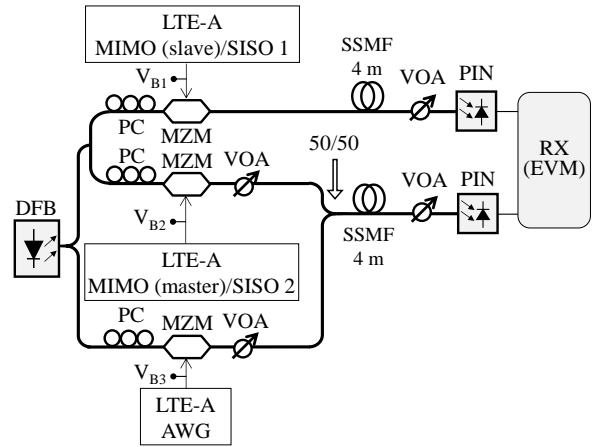 LTE-A
MIMO (slave)/SISO 1
V_B1
SSMF
4 m
VOA
PIN
PC
MZM
PC
MZM
VOA
50/50
RX
(EVM)
DFB
VOA
PIN
V_B2
SSMF
4 m
LTE-A
MIMO (master)/SISO 2
PC
MZM
VOA
V_B3
LTE-A
AWG